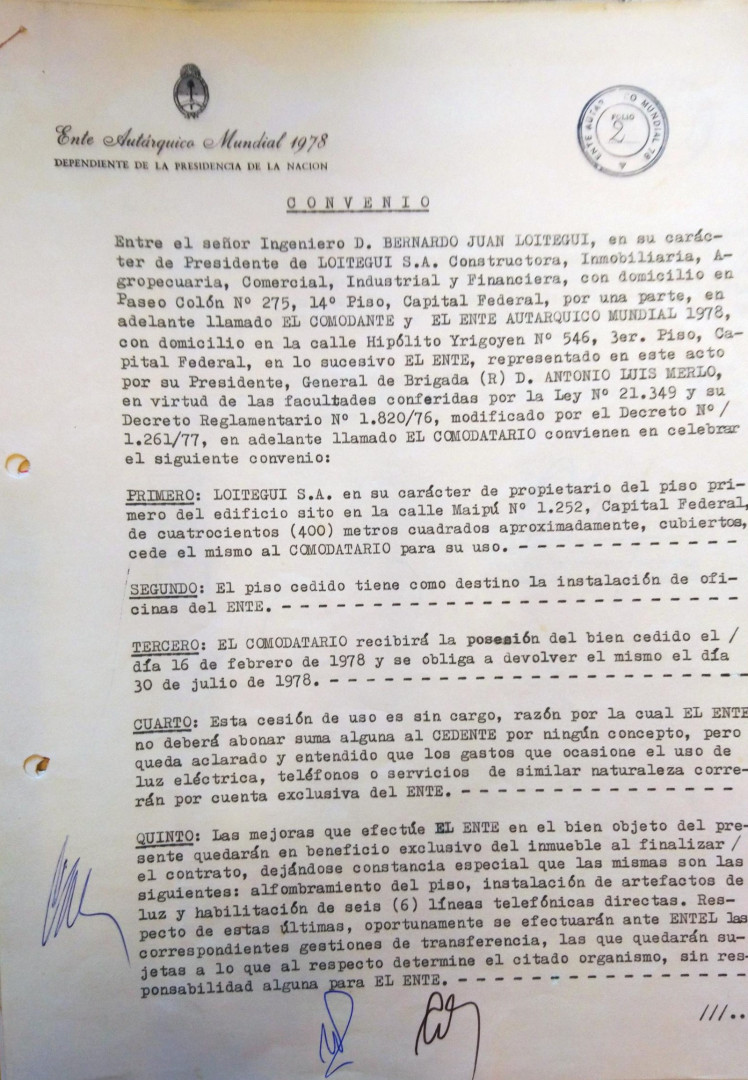 Ente Autárquico Mundial 1978
DEPENDIENTE DE LA PRESIDENCIA DE LA NACION
ENTE AUTA O MUNDIAL 78
FOLIO
2
CONVENIO
Entre el señor Ingeniero D. BERNARDO JUAN LOITEGUI, en su carác-
ter de Presidente de LOITEGUI S.A. Constructora, Inmobiliaria, A-
gropecuaria, Comercial, Industrial y Financiera, con domicilio en
Paseo Colón Nº 275, 14º Piso, Capital Federal, por una parte, en
adelante llamado EL COMODANTE y EL ENTE AUTARQUICO MUNDIAL 1978,
con domicilio en la calle Hipólito Yrigoyen Nº 546, 3er. Piso, Ca-
pital Federal, en lo sucesivo EL ENTE, representado en este acto
por su Presidente, General de Brigada (R) D. ANTONIO LUIS MERLO,
en virtud de las facultades conferidas por la Ley Nº 21.349 y su
Decreto Reglamentario Nº 1.820/76, modificado por el Decreto Nº /
1.261/77, en adelante llamado EL COMODATARIO convienen en celebrar
el siguiente convenio:
PRIMERO: LOITEGUI S.A. en su carácter de propietario del piso pri-
mero del edificio sito en la calle Maipú Nº 1.252, Capital Federal,
de cuatrocientos (400) metros cuadrados aproximadamente, cubiertos,
cede el mismo al COMODATARIO para su uso. - - - - - - - - - - - - -
SEGUNDO: El piso cedido tiene como destino la instalación de ofi-
cinas del ENTE. - - - - - - - - - - - - - - - - - - - - - - - - - -
TERCERO: EL COMODATARIO recibirá la posesión del bien cedido el /
día 16 de febrero de 1978 y se obliga a devolver el mismo el día
30 de julio de 1978. - - - - - - - - - - - - - - - - - - - - - - -
CUARTO: Esta cesión de uso es sin cargo, razón por la cual EL ENTE
no deberá abonar suma alguna al CEDENTE por ningún concepto, pero
queda aclarado y entendido que los gastos que ocasione el uso de
luz eléctrica, teléfonos o servicios de similar naturaleza corre-
rán por cuenta exclusiva del ENTE. - - - - - - - - - - - - - - - -
QUINTO: Las mejoras que efectúe EL ENTE en el bien objeto del pre-
sente quedarán en beneficio exclusivo del inmueble al finalizar /
el contrato, dejándose constancia especial que las mismas son las
siguientes: alfombramiento del piso, instalación de artefactos de
luz y habilitación de seis (6) líneas telefónicas directas. Res-
pecto de estas últimas, oportunamente se efectuarán ante ENTEL las
correspondientes gestiones de transferencia, las que quedarán su-
jetas a lo que al respecto determine el citado organismo, sin res-
ponsabilidad alguna para EL ENTE. - - - - - - - - - - - - - - - - -
///..